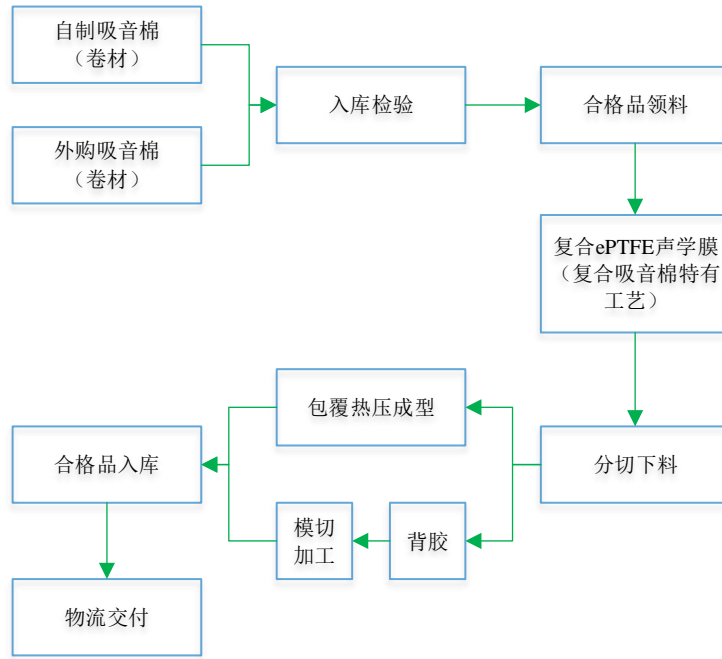 自制吸音棉
（卷材）
外购吸音棉
（卷材）
入库检验
合格品领料
复合ePTFE声学膜
（复合吸音棉特有
工艺）
分切下料
包覆热压成型
背胶
模切
加工
合格品入库
物流交付